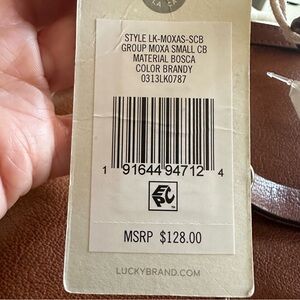 STYLE LK-MOXAS-SCB
GROUP MOXA SMALL CB
MATERIAL BOSCA
COLOR BRANDY
0313LK0787
1 91644 94712 4
EPC
MSRP $128.00
LUCKYBRAND.COM